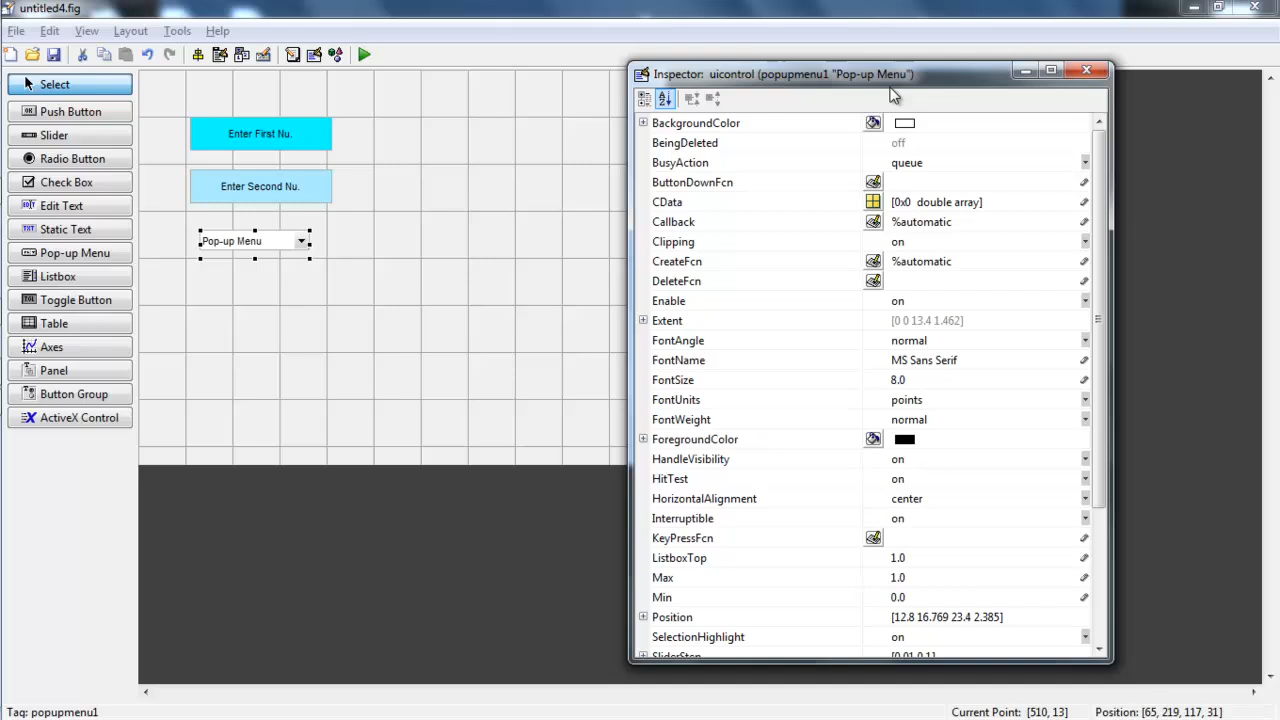 untitled4.fig
File Edit View Layout Tools Help
Select
Push Button
Slider
Radio Button
Check Box
Edit Text
Static Text
Pop-up Menu
Listbox
Toggle Button
Table
Axes
Panel
Button Group
ActiveX Control
Enter First Nu.
Enter Second Nu.
Pop-up Menu
Inspector: uicontrol (popupmenu1 "Pop-up Menu")
BackgroundColor
BeingDeleted off
BusyAction queue
ButtonDownFcn
CData [0x0 double array]
Callback %automatic
Clipping on
CreateFcn %automatic
DeleteFcn
Enable on
Extent [0 0 13.4 1.462]
FontAngle normal
FontName MS Sans Serif
FontSize 8.0
FontUnits points
FontWeight normal
ForegroundColor
HandleVisibility on
HitTest on
HorizontalAlignment center
Interruptible on
KeyPressFcn
ListboxTop 1.0
Max 1.0
Min 0.0
Position [12.8 16.769 23.4 2.385]
SelectionHighlight on
SliderStep [0.01 0.1]
Tag: popupmenu1 Current Point: [510, 13] Position: [65, 219, 117, 31]